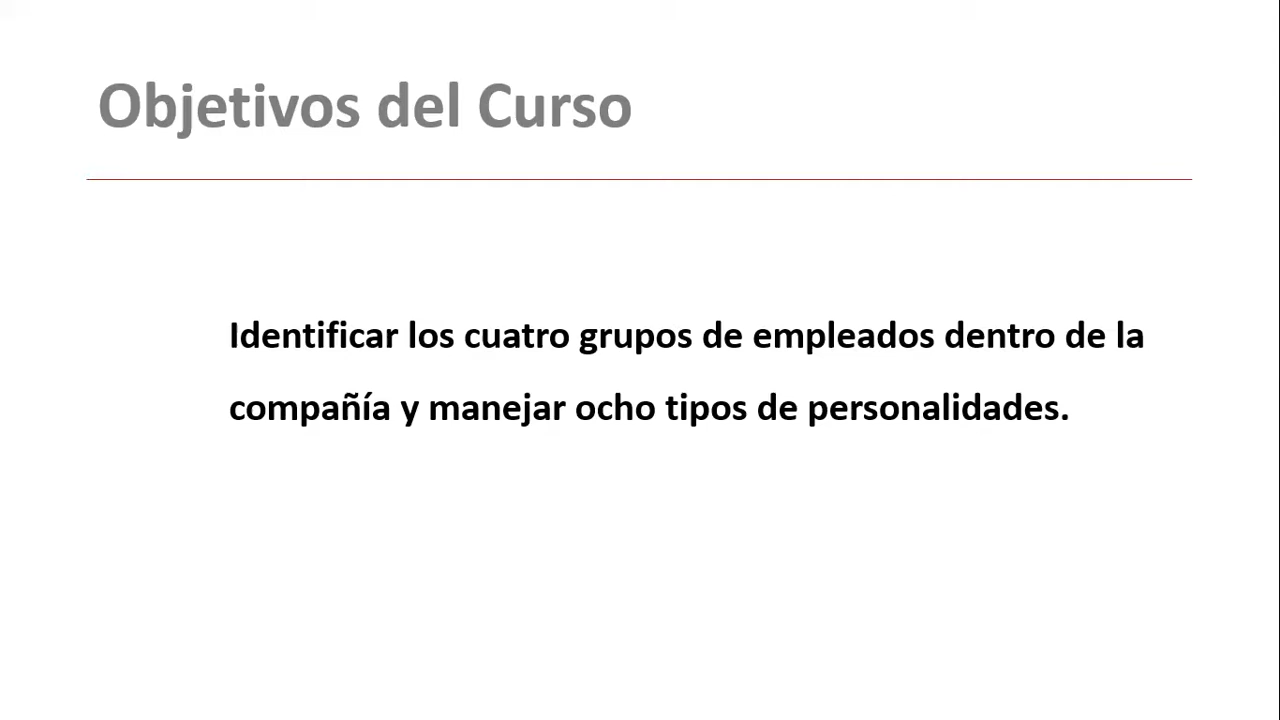 Objetivos del Curso
Identificar los cuatro grupos de empleados dentro de la
compañía y manejar ocho tipos de personalidades.